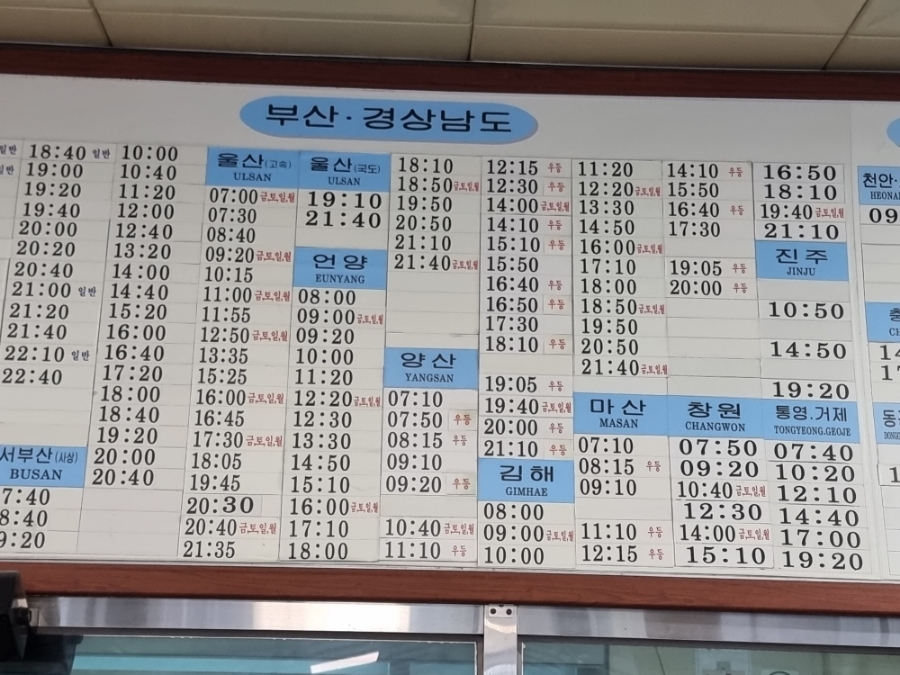 부산·경상남도
18:40 일반
19:00
19:20
19:40
20:00
20:20
20:40
21:00 일반
21:20
21:40
22:10 일반
22:40
서부산(사상)
BUSAN
7:40
8:40
9:20
10:00
10:40
11:20
12:00
12:40
13:20
14:00
14:40
15:20
16:00
16:40
17:20
18:00
18:40
19:20
20:00
20:40
울산(고속)
ULSAN
07:00 금,토,일,월
07:30
08:40
09:20 금,토,일,월
10:15
11:00 금,토,일,월
11:55
12:50 금,토,일,월
13:35
15:25
16:00 금,토,일,월
16:45
17:30 금,토,일,월
18:05
19:45
20:30
20:40 금,토,일,월
21:35
울산(국도)
ULSAN
19:10
21:40
언양
EUNYANG
08:00
09:00 금,토,일,월
09:20
10:00
11:20
12:20 금,토,일,월
12:30
13:30
14:50
15:10
16:00 금,토,일,월
17:10
18:00
18:10
18:50 금,토,일,월
19:50
20:50
21:10
21:40 금,토,일,월
양산
YANGSAN
07:10
07:50 우등
08:15 우등
09:10
09:20 우등
10:40 금,토,일,월
11:10 우등
12:15 우등
12:30 우등
14:00 금,토,일,월
14:10 우등
15:10 우등
15:50
16:40 우등
16:50 우등
17:30
18:10 우등
19:05 우등
19:40 금,토,일,월
20:00 우등
21:10 우등
김해
GIMHAE
08:00
09:00 금,토,일,월
10:00
11:20
12:20 금,토,일,월
13:30
14:50
16:00 금,토,일,월
17:10
18:00
18:50 금,토,일,월
19:50
20:50
21:40 금,토,일,월
마산
MASAN
07:10
08:15 우등
09:10
11:10 우등
12:15 우등
14:10 우등
15:50
16:40 우등
17:30
19:05 우등
20:00 우등
창원
CHANGWON
07:50
09:20
10:40 금,토,일,월
12:30
14:00 금,토,일,월
15:10
16:50
18:10
19:40 금,토,일,월
21:10
진주
JINJU
10:50
14:50
19:20
통영.거제
TONGYEONG.GEOJE
07:40
10:20
12:10
14:40
17:00
19:20
천안·
09